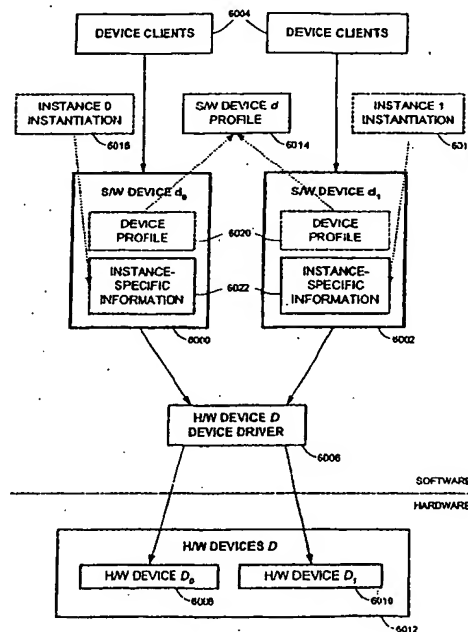 6004
DEVICE CLIENTS
DEVICE CLIENTS
INSTANCE 0
INSTANTIATION
6016
S/W DEVICE d
PROFILE
6014
INSTANCE 1
INSTANTIATION
S/W DEVICE d0
DEVICE
PROFILE
INSTANCE-
SPECIFIC
INFORMATION
6020
6022
S/W DEVICE d1
DEVICE
PROFILE
INSTANCE-
SPECIFIC
INFORMATION
6000
6002
H/W DEVICE D
DEVICE DRIVER
6006
SOFTWARE
HARDWARE
H/W DEVICES D
H/W DEVICE D0
6008
H/W DEVICE D1
6010
6012